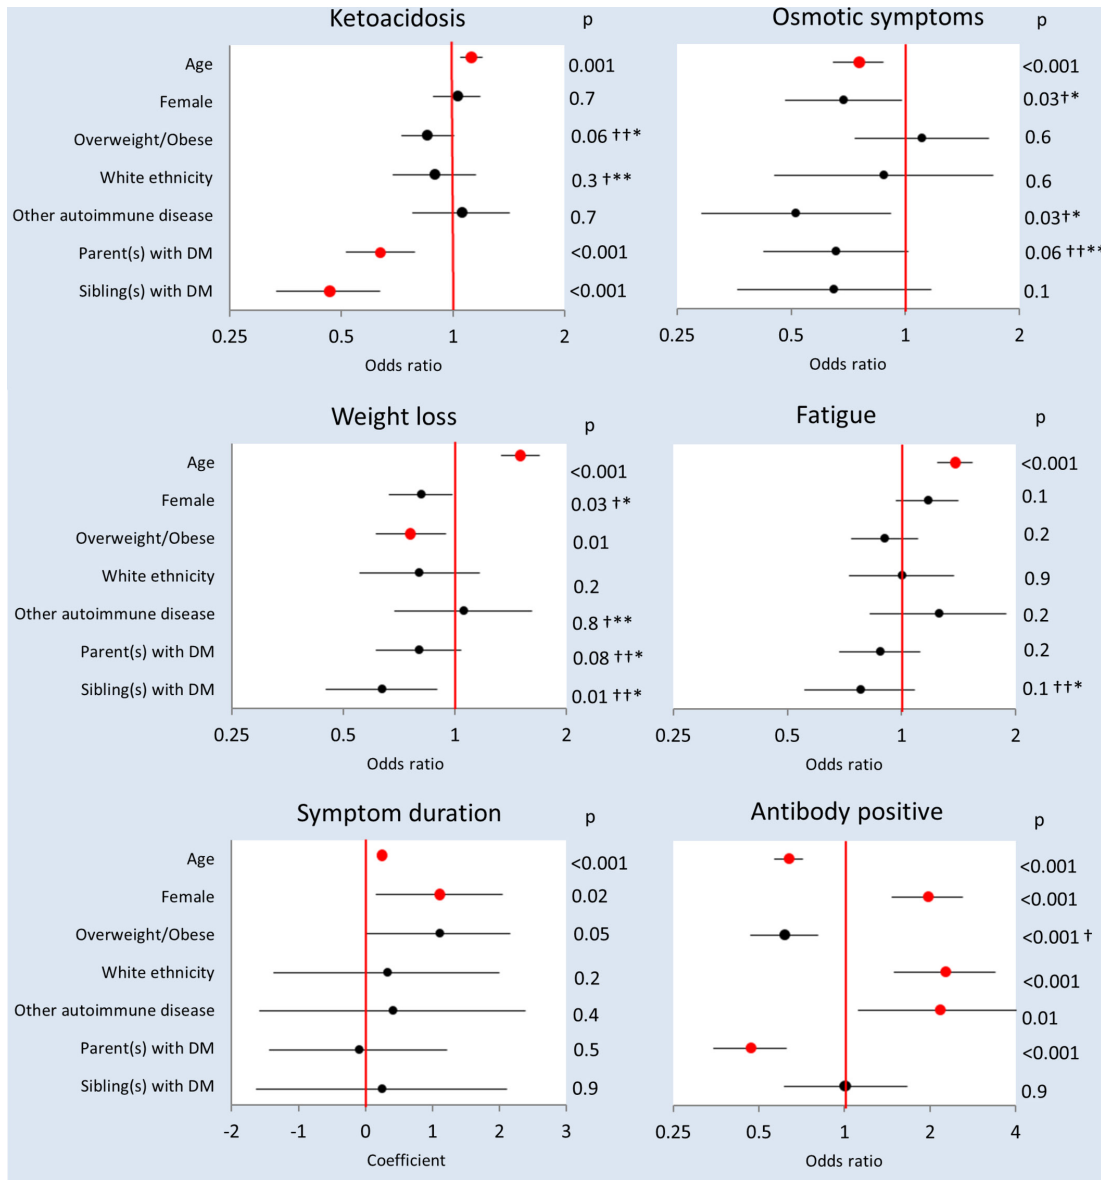 Ketoacidosis p
Age 0.001
Female 0.7
Overweight/Obese 0.06 ††*
White ethnicity 0.3 †**
Other autoimmune disease 0.7
Parent(s) with DM <0.001
Sibling(s) with DM <0.001
0.25 0.5 1 2
Odds ratio
Osmotic symptoms p
<0.001
0.03†*
0.6
0.6
0.03†*
0.06 ††**
0.1
0.25 0.5 1 2
Odds ratio
Weight loss p
Age <0.001
Female 0.03 †*
Overweight/Obese 0.01
White ethnicity 0.2
Other autoimmune disease 0.8 †**
Parent(s) with DM 0.08 ††*
Sibling(s) with DM 0.01 ††*
0.25 0.5 1 2
Odds ratio
Fatigue p
<0.001
0.1
0.2
0.9
0.2
0.2
0.1 ††*
0.25 0.5 1 2
Odds ratio
Symptom duration p
Age <0.001
Female 0.02
Overweight/Obese 0.05
White ethnicity 0.2
Other autoimmune disease 0.4
Parent(s) with DM 0.5
Sibling(s) with DM 0.9
-2 -1 0 1 2 3
Coefficient
Antibody positive p
<0.001
<0.001
<0.001 †
<0.001
0.01
<0.001
0.9
0.25 0.5 1 2 4
Odds ratio